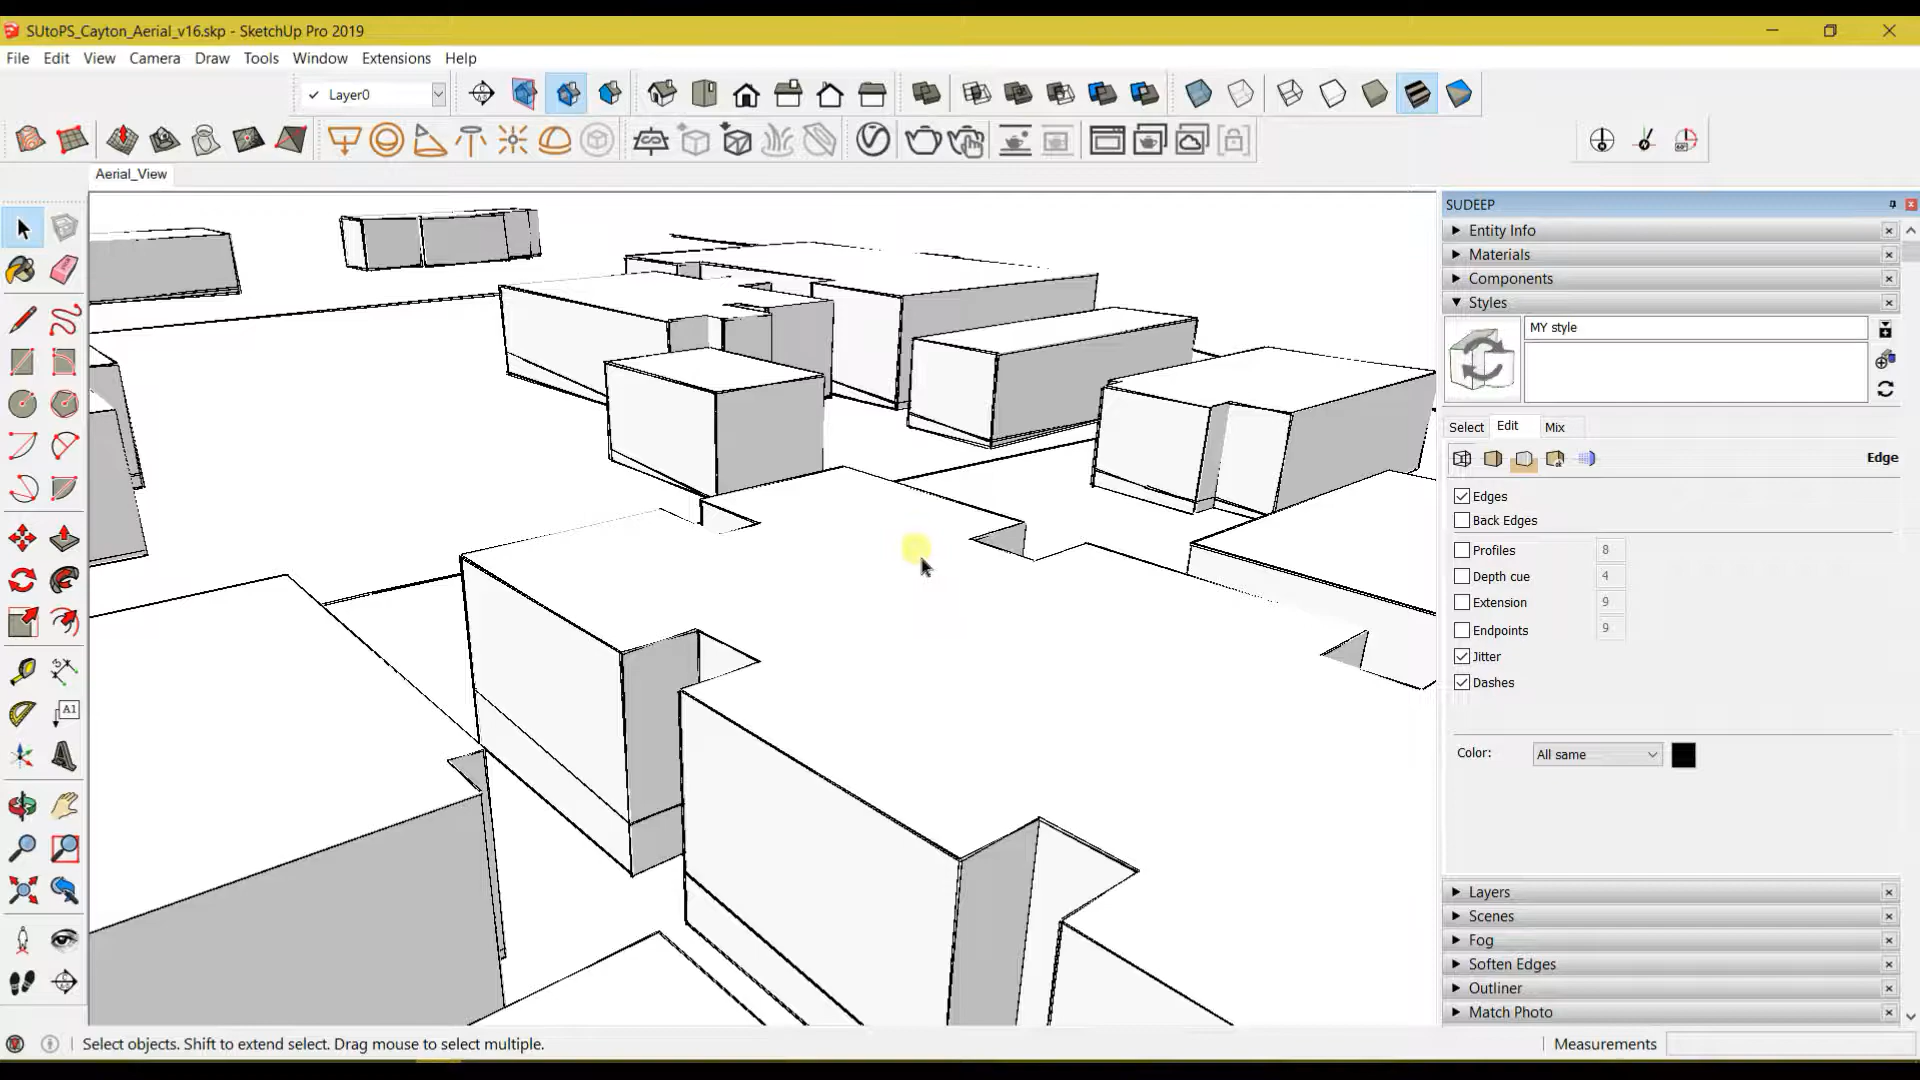 SUtoPS_Cayton_Aerial_v16.skp - SketchUp Pro 2019
File Edit View Camera Draw Tools Window Extensions Help
✓ Layer0
Aerial_View
SUDEEP
Entity Info
Materials
Components
Styles
MY style
Select Edit Mix
Edge
Edges
Back Edges
Profiles 8
Depth cue 4
Extension 9
Endpoints 9
Jitter
Dashes
Color: All same
Layers
Scenes
Fog
Soften Edges
Outliner
Match Photo
A1
Select objects. Shift to extend select. Drag mouse to select multiple.
Measurements